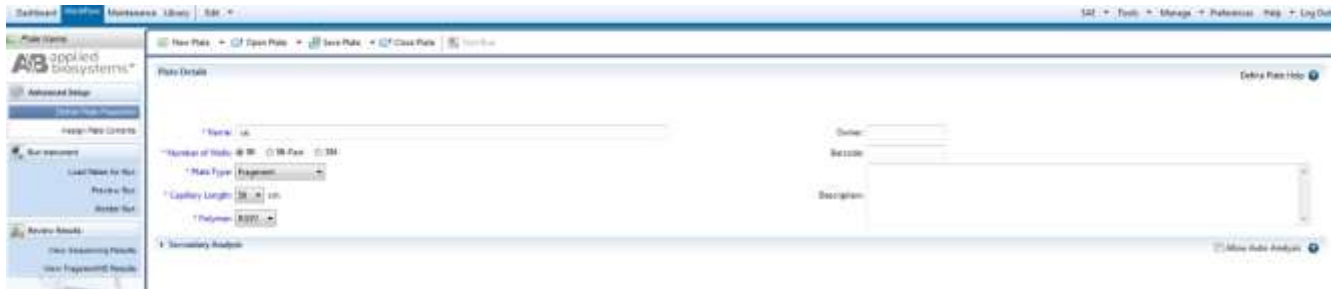 Dashboard Workflow Maintenance Library Edit SAE Tools Manage Preferences Help Log Out
Plate Name
New Plate Open Plate Save Plate Close Plate
AB applied biosystems
Plate Details
Define Plate Help
Advanced Setup
Define Plate Properties
Assign Plate Contents
* Name:
Owner:
Run Instrument
* Number of Wells: 96 96-Fast 384
Barcode:
Load Plates for Run
* Plate Type: Fragment
Preview Run
* Capillary Length: cm
Description:
Monitor Run
* Polymer: POP7
Review Results
Secondary Analysis
Allow Auto Analysis
View Sequencing Results
View Fragment/HID Results